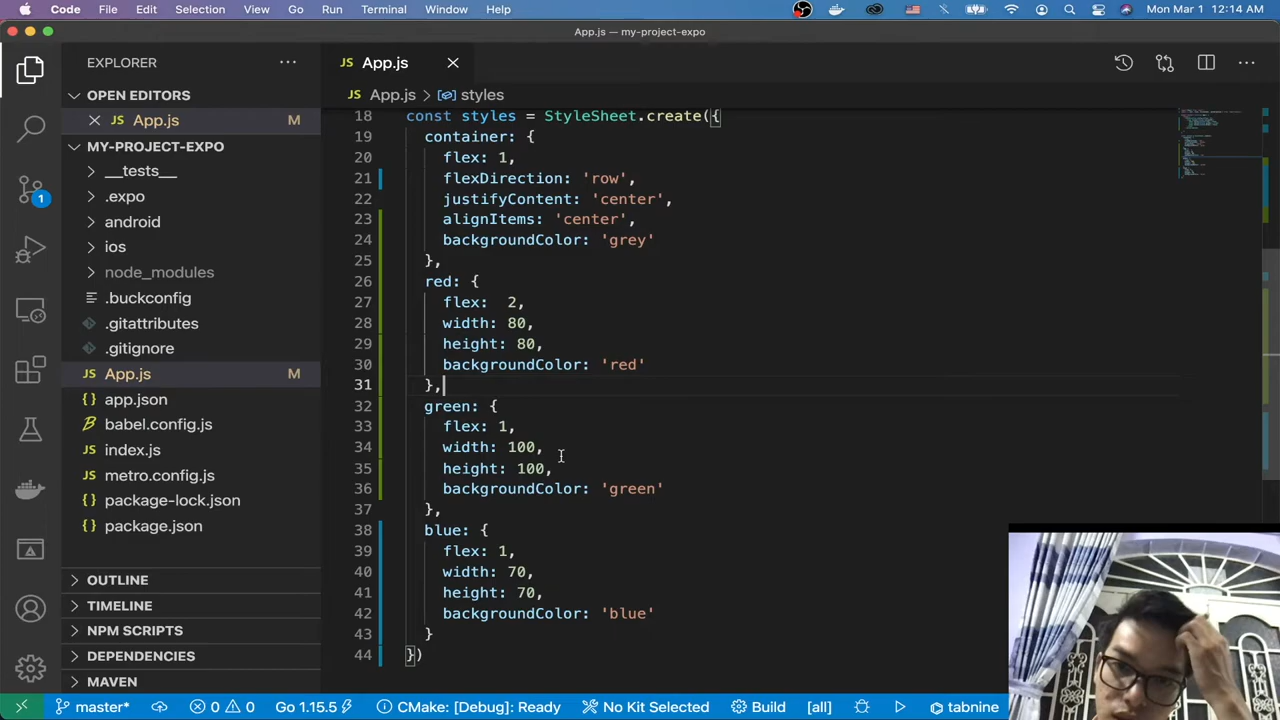 Code File Edit Selection View Go Run Terminal Window Help Mon Mar 1 12:14 AM
App.js — my-project-expo
EXPLORER
JS App.js
OPEN EDITORS
App.js > styles
JS App.js M
MY-PROJECT-EXPO
__tests__
.expo
android
ios
node_modules
.buckconfig
.gitattributes
.gitignore
JS App.js M
JS app.json
babel.config.js
JS index.js
JS metro.config.js
package-lock.json
package.json
OUTLINE
TIMELINE
NPM SCRIPTS
DEPENDENCIES
MAVEN
1
18 const styles = StyleSheet.create({
19 container: {
20 flex: 1,
21 flexDirection: 'row',
22 justifyContent: 'center',
23 alignItems: 'center',
24 backgroundColor: 'grey'
25 },
26 red: {
27 flex:  2,
28 width: 80,
29 height: 80,
30 backgroundColor: 'red'
31 },
32 green: {
33 flex: 1,
34 width: 100,
35 height: 100,
36 backgroundColor: 'green'
37 },
38 blue: {
39 flex: 1,
40 width: 70,
41 height: 70,
42 backgroundColor: 'blue'
43 }
44 })
master* 0 0 Go 1.15.5 CMake: [Debug]: Ready No Kit Selected Build [all] tabnine